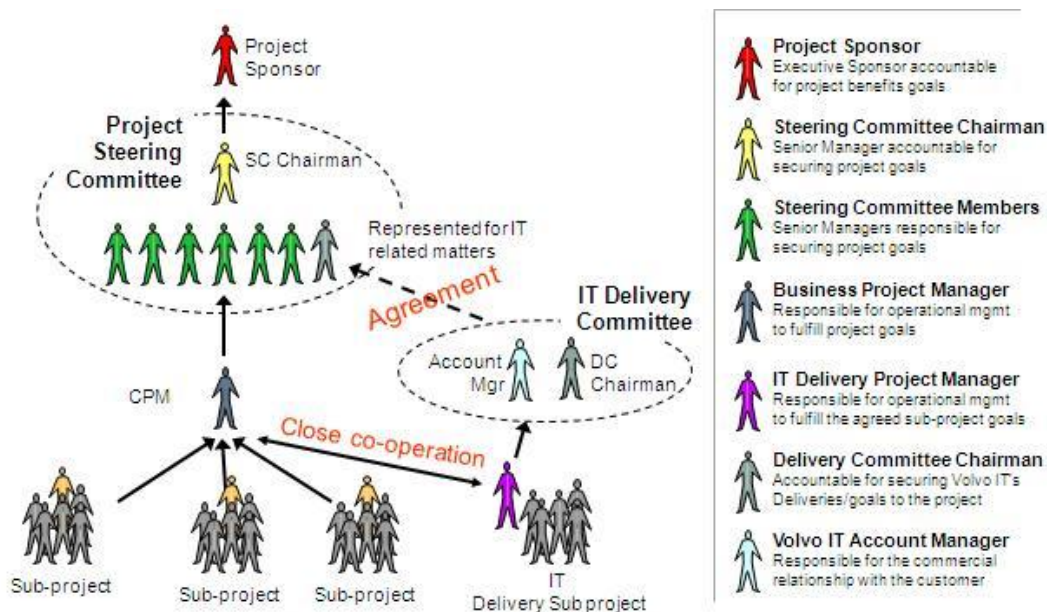 Project
Sponsor
Project
Steering
Committee
SC Chairman
Represented for IT
related matters
Agreement
IT Delivery
Committee
Account
Mgr
DC
Chairman
CPM
Close co-operation
Sub-project
Sub-project
Sub-project
IT
Delivery Sub project
Project Sponsor
Executive Sponsor accountable
for project benefits goals.
Steering Committee Chairman
Senior Manager accountable for
securing project goals
Steering Committee Members
Senior Managers responsible for
securing project goals
Business Project Manager
Responsible for operational mgmt
to fulfill project goals
IT Delivery Project Manager
Responsible for operational mgmt
to fulfill the agreed sub-project goals
Delivery Committee Chairman
Accountable for securing Volvo IT's
Deliveries/goals to the project
Volvo IT Account Manager
Responsible for the commercial
relationship with the customer